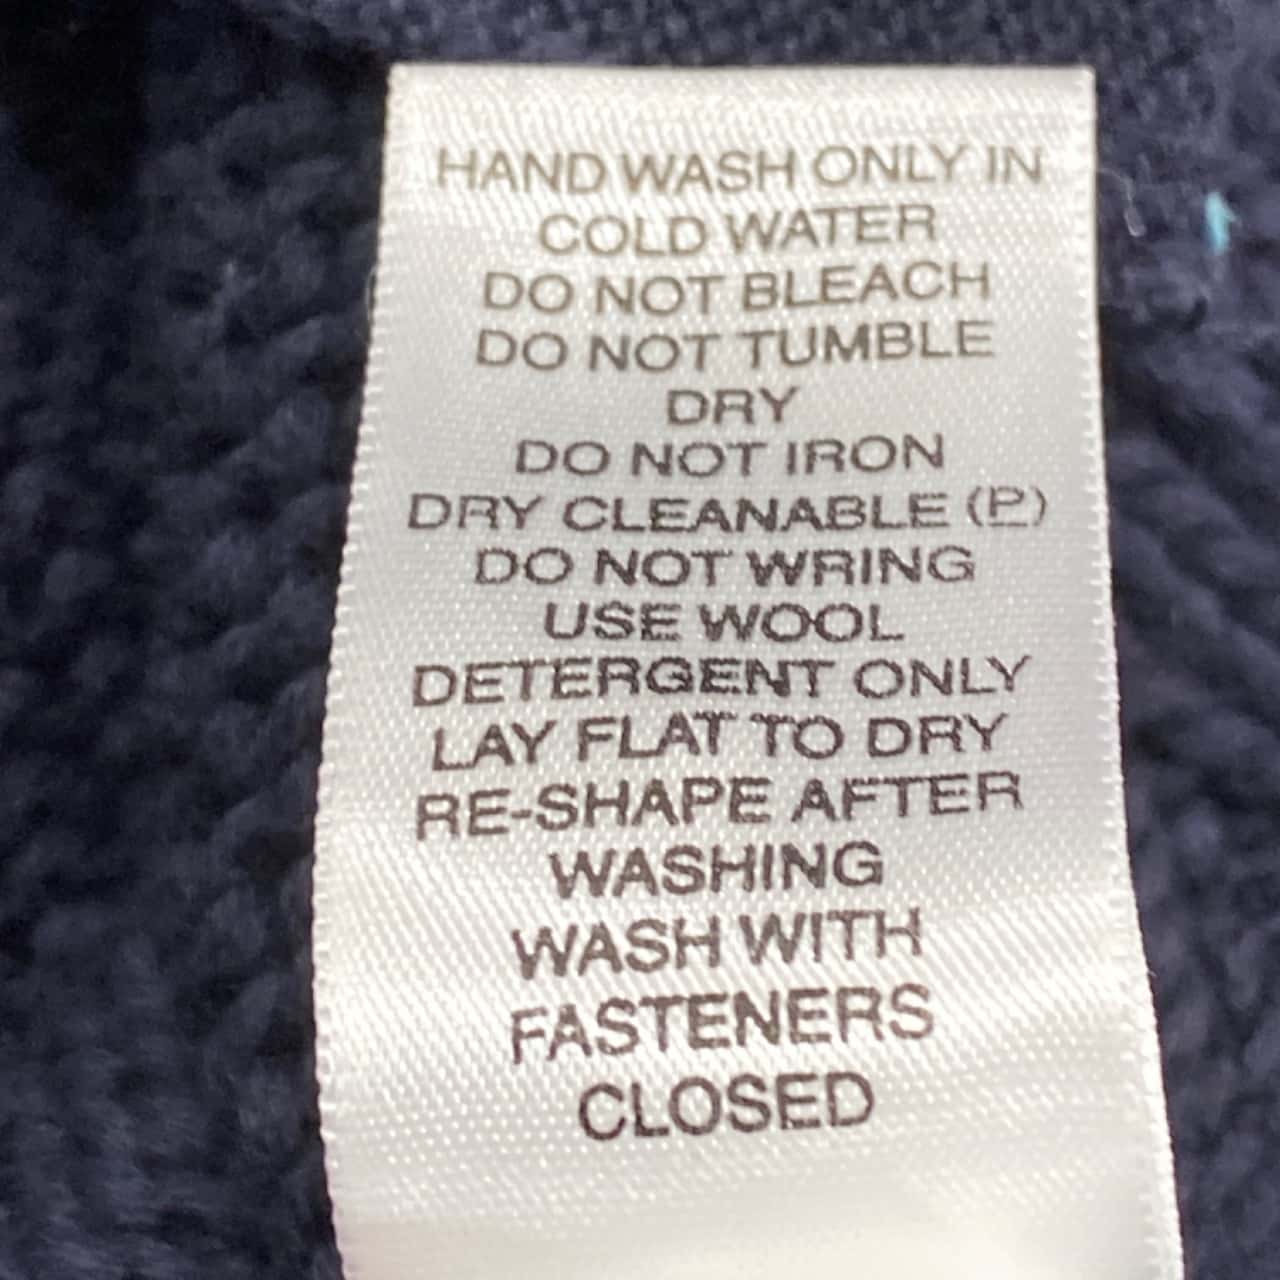 HAND WASH ONLY IN
COLD WATER
DO NOT BLEACH
DO NOT TUMBLE
DRY
DO NOT IRON
DRY CLEANABLE (P)
DO NOT WRING
USE WOOL
DETERGENT ONLY
LAY FLAT TO DRY
RE-SHAPE AFTER
WASHING
WASH WITH
FASTENERS
CLOSED